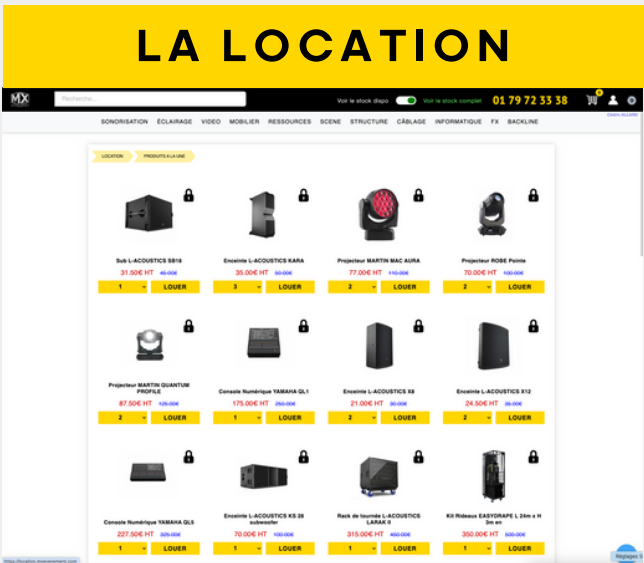 LA LOCATION
MX
Recherche...
Voir le stock dispo
Voir le stock complet
01 79 72 33 38
0
SONORISATION ÉCLAIRAGE VIDEO MOBILIER RESSOURCES SCENE STRUCTURE CÂBLAGE INFORMATIQUE FX BACKLINE
LOCATION PRODUITS A LA UNE
Sub L-ACOUSTICS SB18
31.50€ HT 45.00€
1 LOUER
Enceinte L-ACOUSTICS KARA
35.00€ HT 50.00€
3 LOUER
Projecteur MARTIN MAC AURA
77.00€ HT 110.00€
2 LOUER
Projecteur ROBE Pointe
70.00€ HT 100.00€
2 LOUER
Projecteur MARTIN QUANTUM
PROFILE
87.50€ HT 125.00€
2 LOUER
Console Numérique YAMAHA QL1
175.00€ HT 250.00€
1 LOUER
Enceinte L-ACOUSTICS X8
21.00€ HT 30.00€
2 LOUER
Enceinte L-ACOUSTICS X12
24.50€ HT 35.00€
2 LOUER
Console Numérique YAMAHA QL5
227.50€ HT 325.00€
1 LOUER
Enceinte L-ACOUSTICS KS 28
subwoofer
70.00€ HT 100.00€
1 LOUER
Rack de tournée L-ACOUSTICS
LARAK II
315.00€ HT 450.00€
1 LOUER
Kit Rideaux EASYDRAPE L 24m x H
3m en
350.00€ HT 500.00€
1 LOUER
Réglages